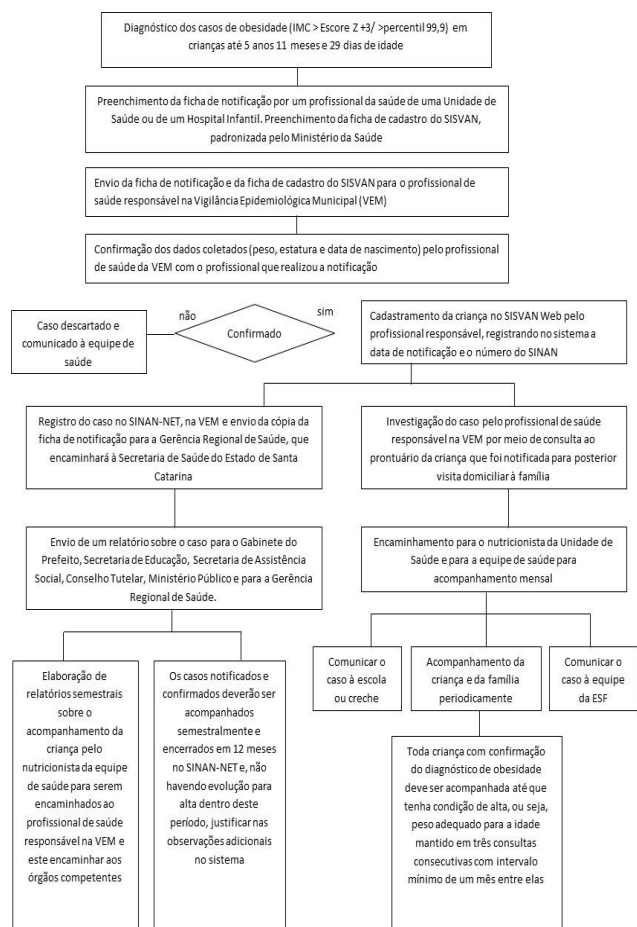 Diagnóstico dos casos de obesidade (IMC > Escore Z +3/ >percentil 99,9) em
crianças até 5 anos 11 meses e 29 dias de idade
Preenchimento da ficha de notificação por um profissional da saúde de uma Unidade de
Saúde ou de um Hospital Infantil. Preenchimento da ficha de cadastro do SISVAN,
padronizada pelo Ministério da Saúde
Envio da ficha de notificação e da ficha de cadastro do SISVAN para o profissional de
saúde responsável na Vigilância Epidemiológica Municipal (VEM)
Confirmação dos dados coletados (peso, estatura e data de nascimento) pelo profissional
de saúde da VEM com o profissional que realizou a notificação
Caso descartado e
comunicado à equipe de
saúde
não
Confirmado
sim
Cadastramento da criança no SISVAN Web pelo
profissional responsável, registrando no sistema a
data de notificação e o número do SINAN
Registro do caso no SINAN-NET, na VEM e envio da cópia da
ficha de notificação para a Gerência Regional de Saúde, que
encaminhará à Secretaria de Saúde do Estado de Santa
Catarina
Investigação do caso pelo profissional de saúde
responsável na VEM por meio de consulta ao
prontuário da criança que foi notificada para posterior
visita domiciliar à família
Envio de um relatório sobre o caso para o Gabinete do
Prefeito, Secretaria de Educação, Secretaria de Assistência
Social, Conselho Tutelar, Ministério Público e para a Gerência
Regional de Saúde.
Encaminhamento para o nutricionista da Unidade de
Saúde e para a equipe de saúde para
acompanhamento mensal
Elaboração de
relatórios semestrais
sobre o
acompanhamento da
criança pelo
nutricionista da equipe
de saúde para serem
encaminhados ao
profissional de saúde
responsável na VEM e
este encaminhar aos
órgãos competentes
Os casos notificados e
confirmados deverão ser
acompanhados
semestralmente e
encerrados em 12 meses
no SINAN-NET e, não
havendo evolução para
alta dentro deste
período, justificar nas
observações adicionais
no sistema
Comunicar o
caso à escola
ou creche
Acompanhamento da
criança e da família
periodicamente
Comunicar o
caso à equipe
da ESF
Toda criança com confirmação
do diagnóstico de obesidade
deve ser acompanhada até que
tenha condição de alta, ou seja,
peso adequado para a idade
mantido em três consultas
consecutivas com intervalo
mínimo de um mês entre elas